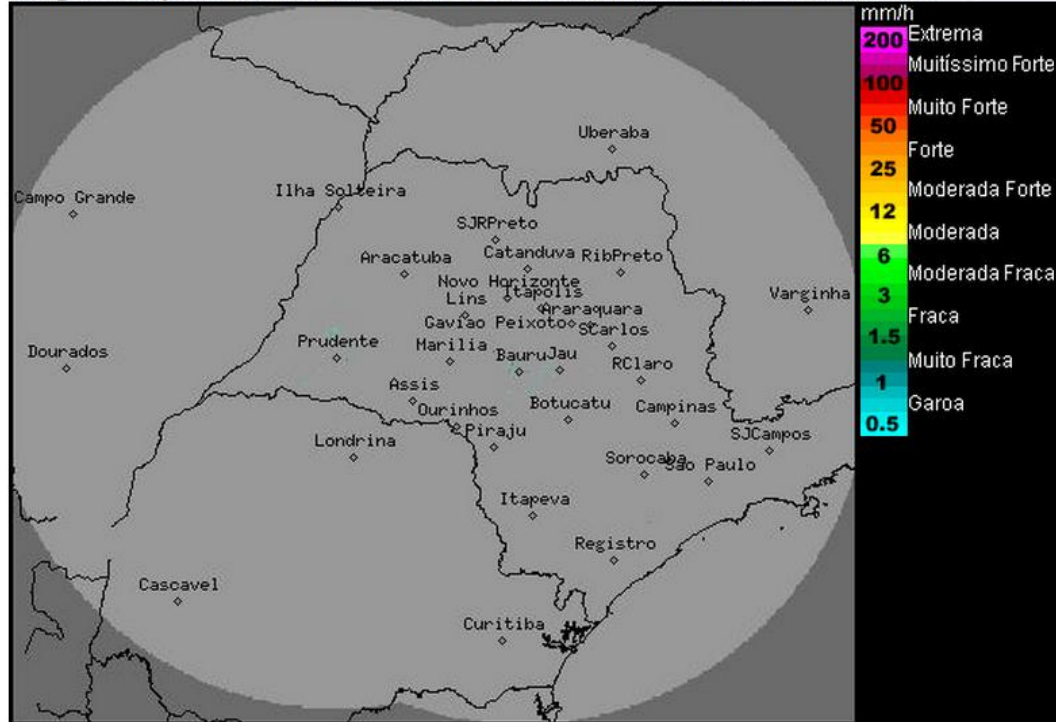 mm/h
200 Extrema
Muitíssimo Forte
100
Muito Forte
50
Forte
25
Moderada Forte
12
Moderada
6
Moderada Fraca
3
Fraca
1.5
Muito Fraca
1
Garoa
0.5
Uberaba
Campo Grande
Ilha Solteira
SJRPreto
Catanduva
Aracatuba
RibPreto
Novo Horizonte
Itapolis
Lins
Araraquara
Varginha
Gaviao Peixoto
SCarlos
Prudente
Marilia
Bauru
Jau
Dourados
RClaro
Assis
Ourinhos
Botucatu
Campinas
Piraju
Londrina
SJCampos
Sorocaba
Sao Paulo
Itapeva
Registro
Cascavel
Curitiba